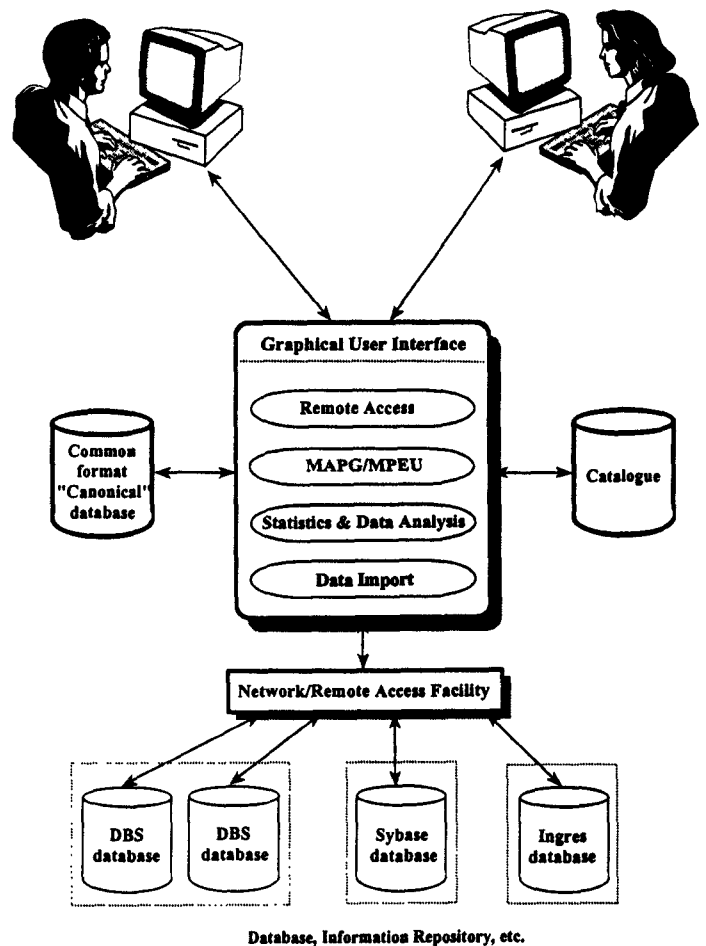 Graphical User Interface
Remote Access
MAPG/MPEU
Statistics & Data Analysis
Data Import
Common
format
"Canonical"
database
Catalogue
Network/Remote Access Facility
DBS
database
DBS
database
Sybase
database
Ingres
database
Database, Information Repository, etc.